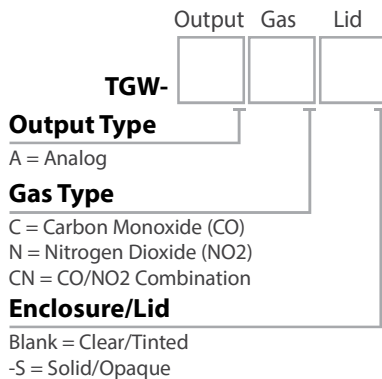 Output Gas Lid
TGW-
Output Type
A = Analog
Gas Type
C = Carbon Monoxide (CO)
N = Nitrogen Dioxide (NO2)
CN = CO/NO2 Combination
Enclosure/Lid
Blank = Clear/Tinted
-S = Solid/Opaque